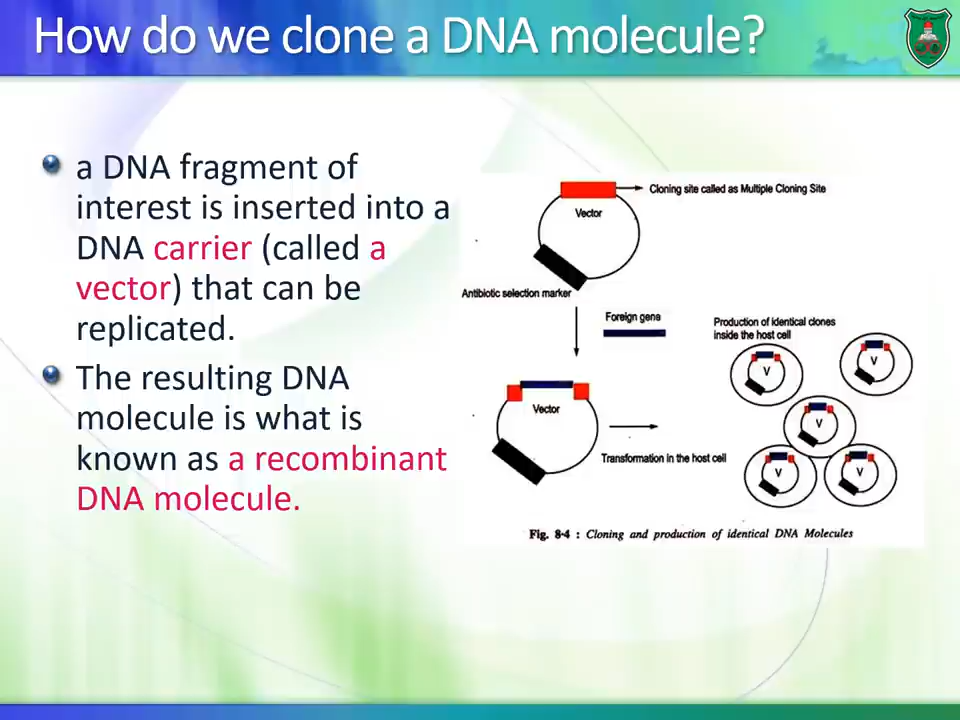 How do we clone a DNA molecule?
a DNA fragment of
interest is inserted into a
DNA carrier (called a
vector) that can be
replicated.
The resulting DNA
molecule is what is
known as a recombinant
DNA molecule.
Cloning site called as Multiple Cloning Site
Vector
Antibiotic selection marker
Foreign gene
Vector
Transformation in the host cell
Production of identical clones
inside the host cell
V
V
V
V
V
Fig. 8-4 : Cloning and production of identical DNA Molecules